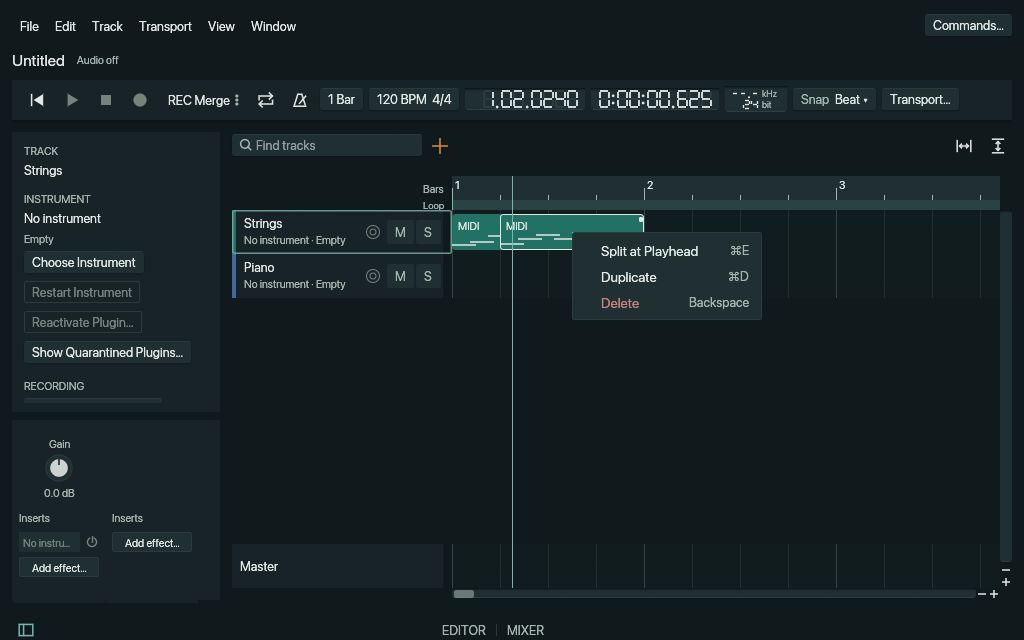 File Edit Track Transport View Window
Commands...
Untitled Audio off
REC Merge 1 Bar 120 BPM 4/4 1.02.0240 0:00:00.625 kHz bit Snap Beat Transport...
TRACK
Strings
INSTRUMENT
No instrument
Empty
Choose Instrument
Restart Instrument
Reactivate Plugin...
Show Quarantined Plugins...
RECORDING
Gain
0.0 dB
Inserts Inserts
No instru... Add effect...
Add effect...
Find tracks
Bars 1 2 3
Loop
Strings
No instrument · Empty M S
MIDI MIDI
Piano
No instrument · Empty M S
Split at Playhead ⌘E
Duplicate ⌘D
Delete Backspace
Master
EDITOR MIXER